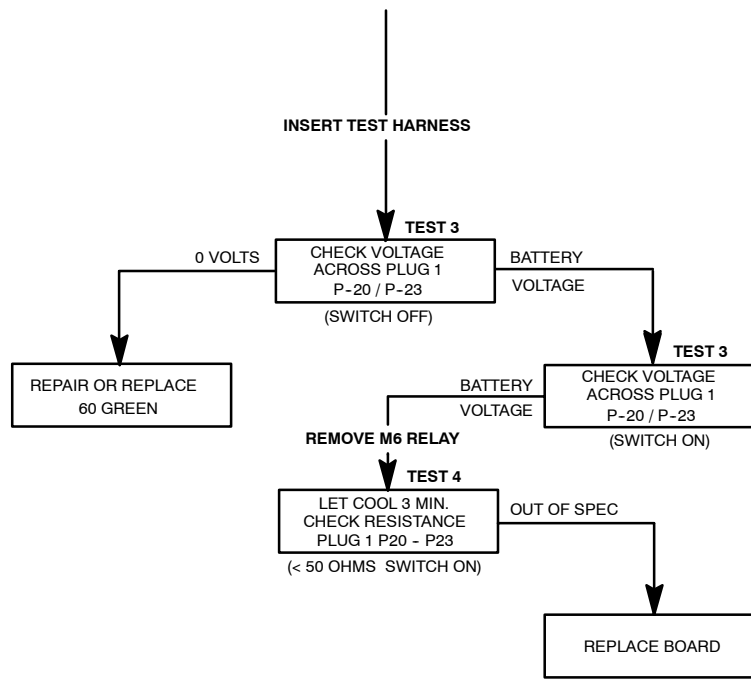 INSERT TEST HARNESS
TEST 3
0 VOLTS
CHECK VOLTAGE
ACROSS PLUG 1
P-20 / P-23
BATTERY
VOLTAGE
(SWITCH OFF)
REPAIR OR REPLACE
60 GREEN
TEST 3
CHECK VOLTAGE
ACROSS PLUG 1
P-20 / P-23
(SWITCH ON)
BATTERY
VOLTAGE
REMOVE M6 RELAY
TEST 4
LET COOL 3 MIN.
CHECK RESISTANCE
PLUG 1 P20 - P23
(< 50 OHMS SWITCH ON)
OUT OF SPEC
REPLACE BOARD